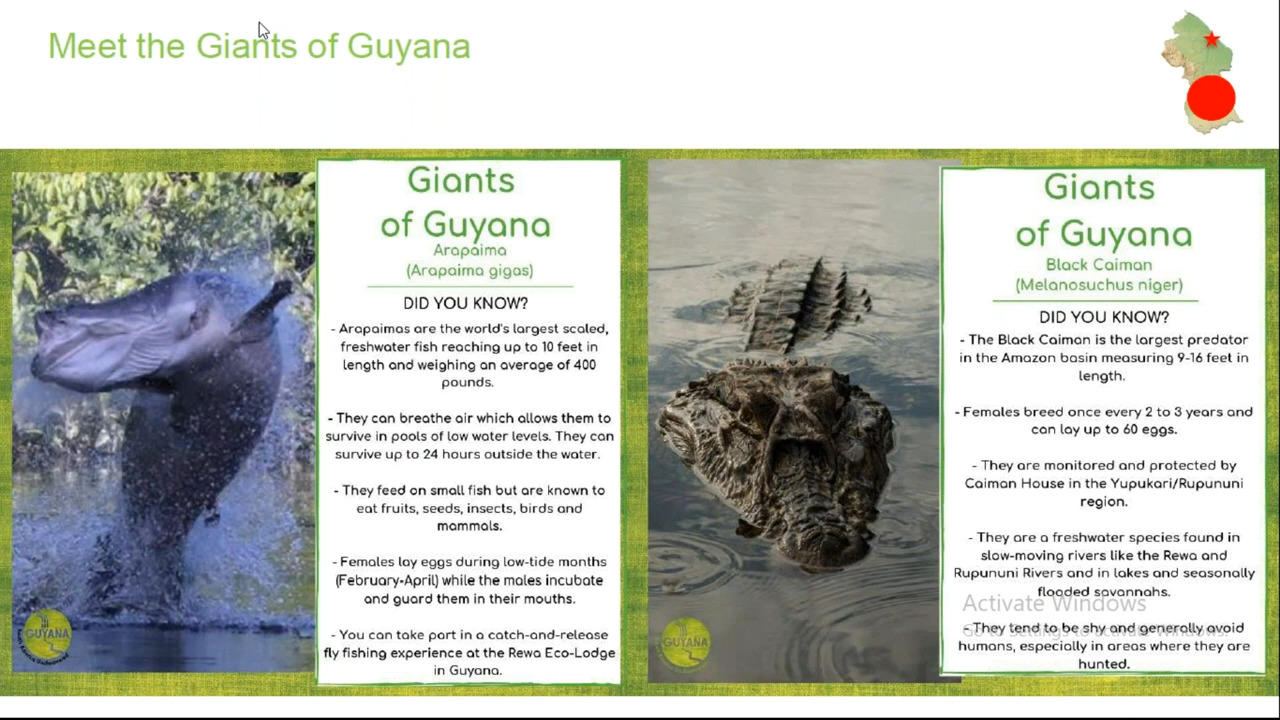 Meet the Giants of Guyana
Giants
of Guyana
Arapaima
(Arapaima gigas)
DID YOU KNOW?
- Arapaimas are the world's largest scaled,
freshwater fish reaching up to 10 feet in
length and weighing an average of 400
pounds.
- They can breathe air which allows them to
survive in pools of low water levels. They can
survive up to 24 hours outside the water.
- They feed on small fish but are known to
eat fruits, seeds, insects, birds and
mammals.
- Females lay eggs during low-tide months
(February-April) while the males incubate
and guard them in their mouths.
- You can take part in a catch-and-release
fly fishing experience at the Rewa Eco-Lodge
in Guyana.
GUYANA
Giants
of Guyana
Black Caiman
(Melanosuchus niger)
DID YOU KNOW?
- The Black Caiman is the largest predator
in the Amazon basin measuring 9-16 feet in
length.
- Females breed once every 2 to 3 years and
can lay up to 60 eggs.
- They are monitored and protected by
Caiman House in the Yupukari/Rupununi
region.
- They are a freshwater species found in
slow-moving rivers like the Rewa and
Rupununi Rivers and in lakes and seasonally
flooded savannahs.
- They tend to be shy and generally avoid
humans, especially in areas where they are
hunted.
GUYANA
Activate Windows
Go to Settings to activate Windows.